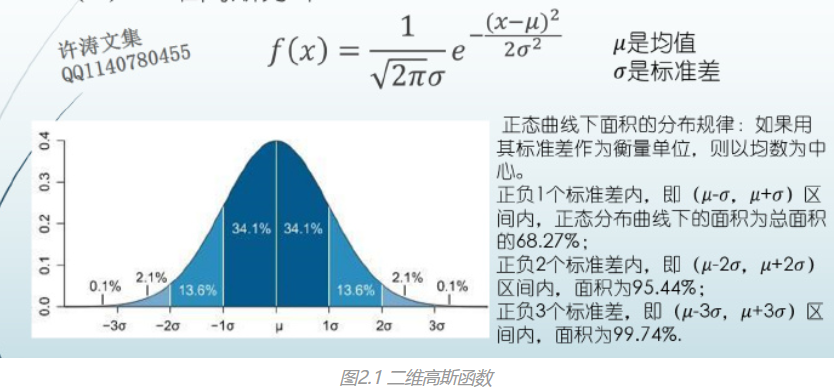 许涛文集
QQ1140780455
f(x) = \frac{1}{\sqrt{2\pi}\sigma} e^{-\frac{(x-μ)^2}{2σ^2}}
μ是均值
σ是标准差
正态曲线下面积的分布规律：如果用
其标准差作为衡量单位，则以均数为中
心。
正负1个标准差内，即（μ-σ，μ+σ）区
间内，正态分布曲线下的面积为总面积
的68.27%；
正负2个标准差内，即（μ-2σ，μ+2σ）
区间内，面积为95.44%；
正负3个标准差，即（μ-3σ，μ+3σ）区
间内，面积为99.74%.
0.4
0.3
0.2
0.1
0.0
34.1% 34.1%
0.1% 2.1% 13.6% 13.6% 2.1% 0.1%
−3σ −2σ −1σ μ 1σ 2σ 3σ
图2.1 二维高斯函数